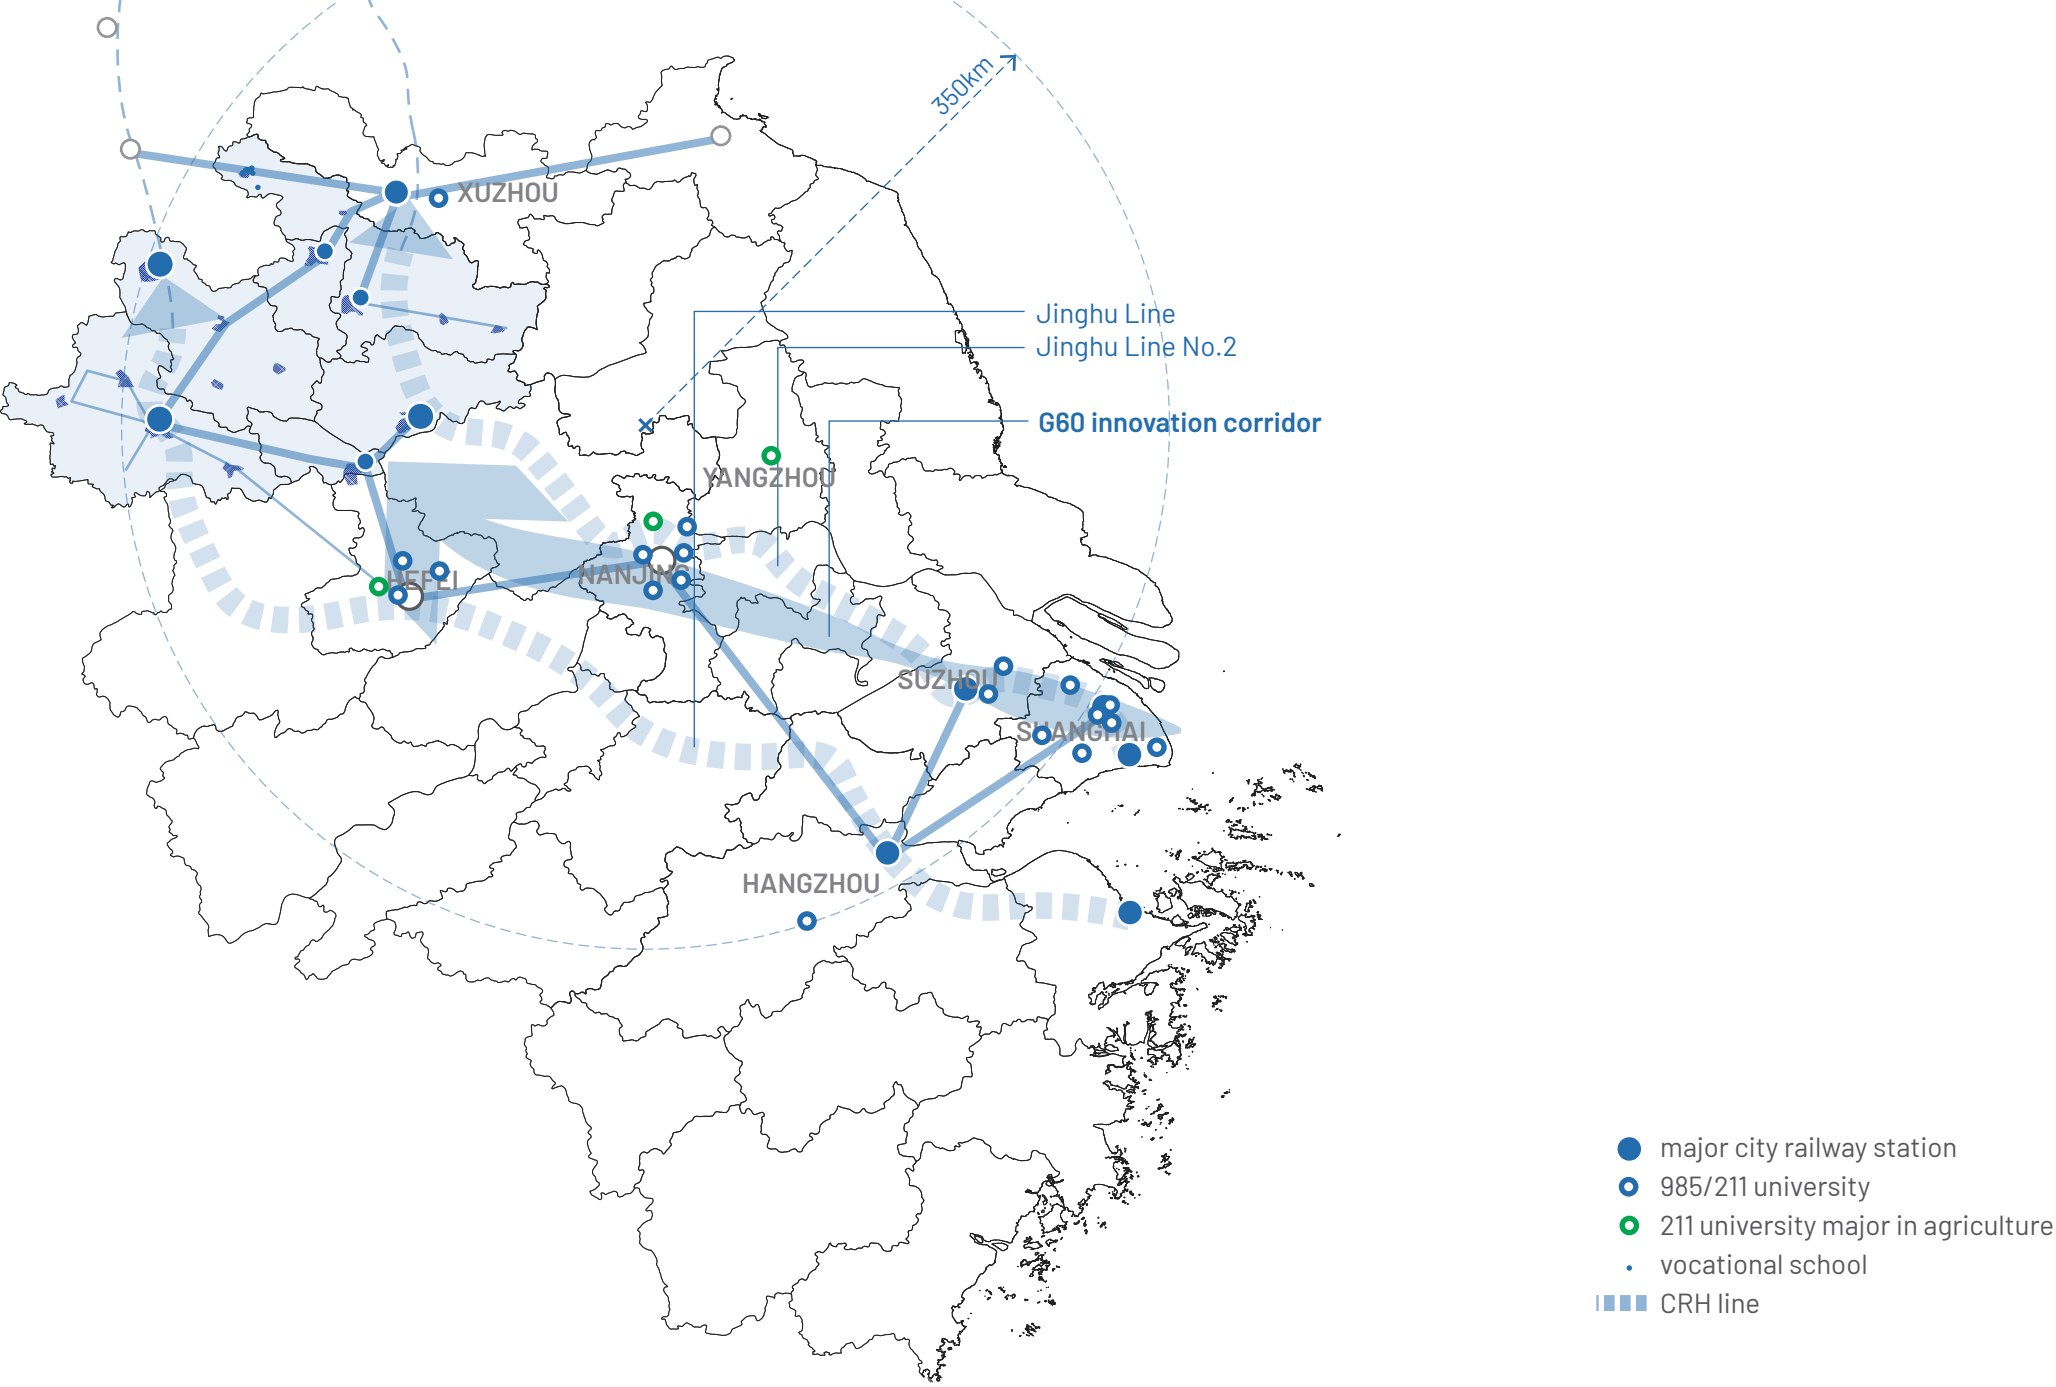 350km
XUZHOU
Jinghu Line
Jinghu Line No.2
G60 innovation corridor
YANGZHOU
HEFEI
NANJING
SUZHOU
SHANGHAI
HANGZHOU
major city railway station
985/211 university
211 university major in agriculture
vocational school
CRH line